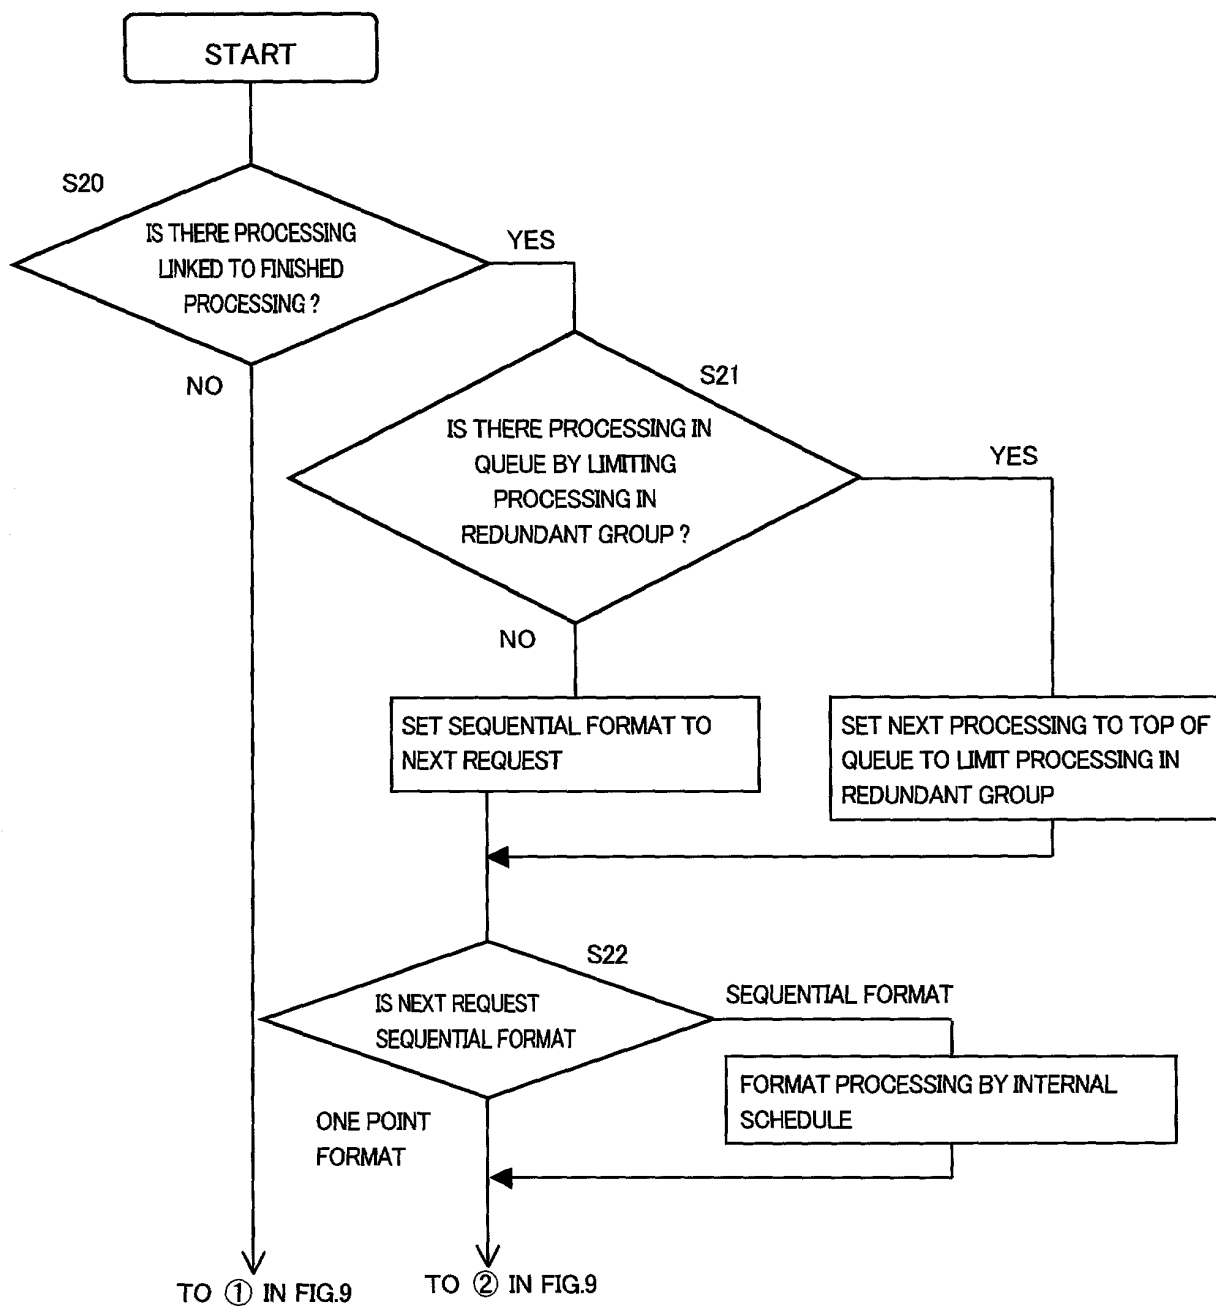 START
S20
IS THERE PROCESSING
LINKED TO FINISHED
PROCESSING ?
YES
NO
S21
IS THERE PROCESSING IN
QUEUE BY LIMITING
PROCESSING IN
REDUNDANT GROUP ?
YES
NO
SET SEQUENTIAL FORMAT TO
NEXT REQUEST
SET NEXT PROCESSING TO TOP OF
QUEUE TO LIMIT PROCESSING IN
REDUNDANT GROUP
S22
IS NEXT REQUEST
SEQUENTIAL FORMAT
SEQUENTIAL FORMAT
FORMAT PROCESSING BY INTERNAL
SCHEDULE
ONE POINT
FORMAT
TO ① IN FIG.9
TO ② IN FIG.9